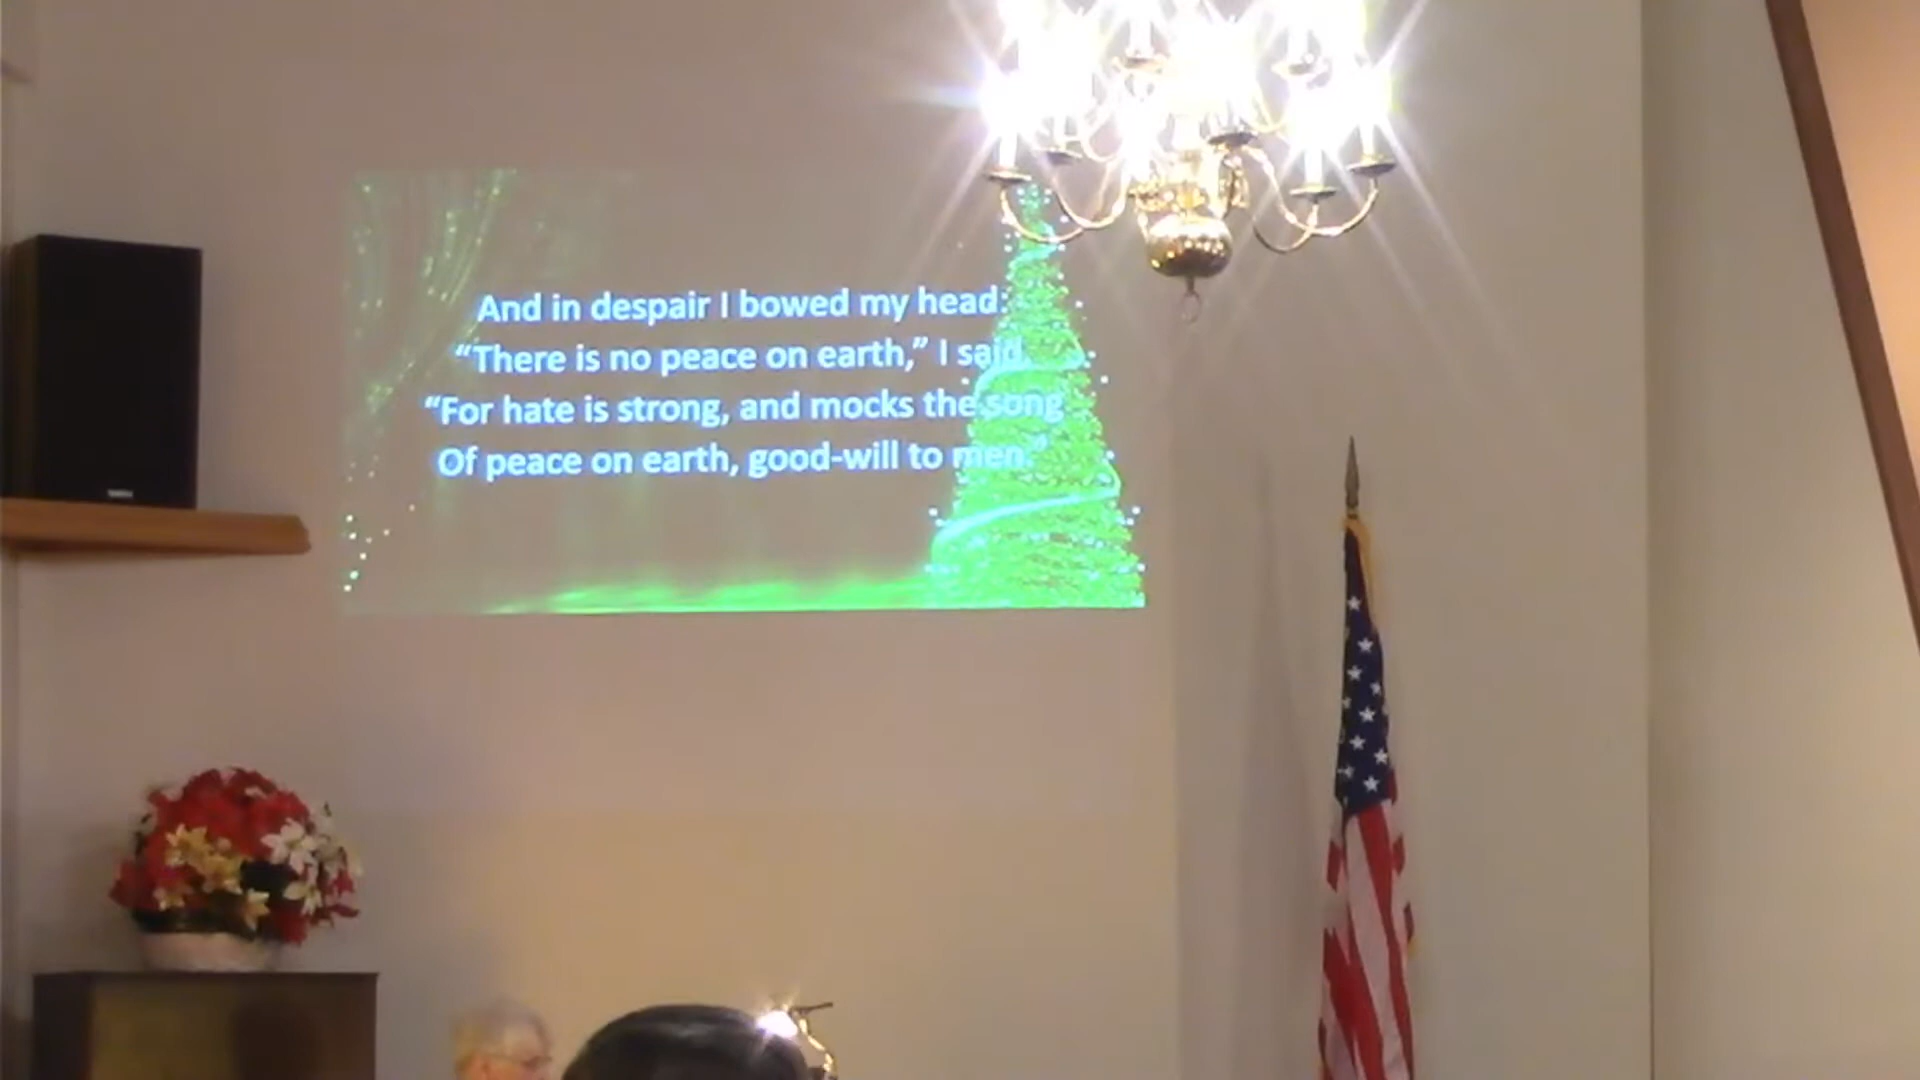 And in despair I bowed my head:
“There is no peace on earth,” I said,
“For hate is strong, and mocks the song
Of peace on earth, good-will to men.”